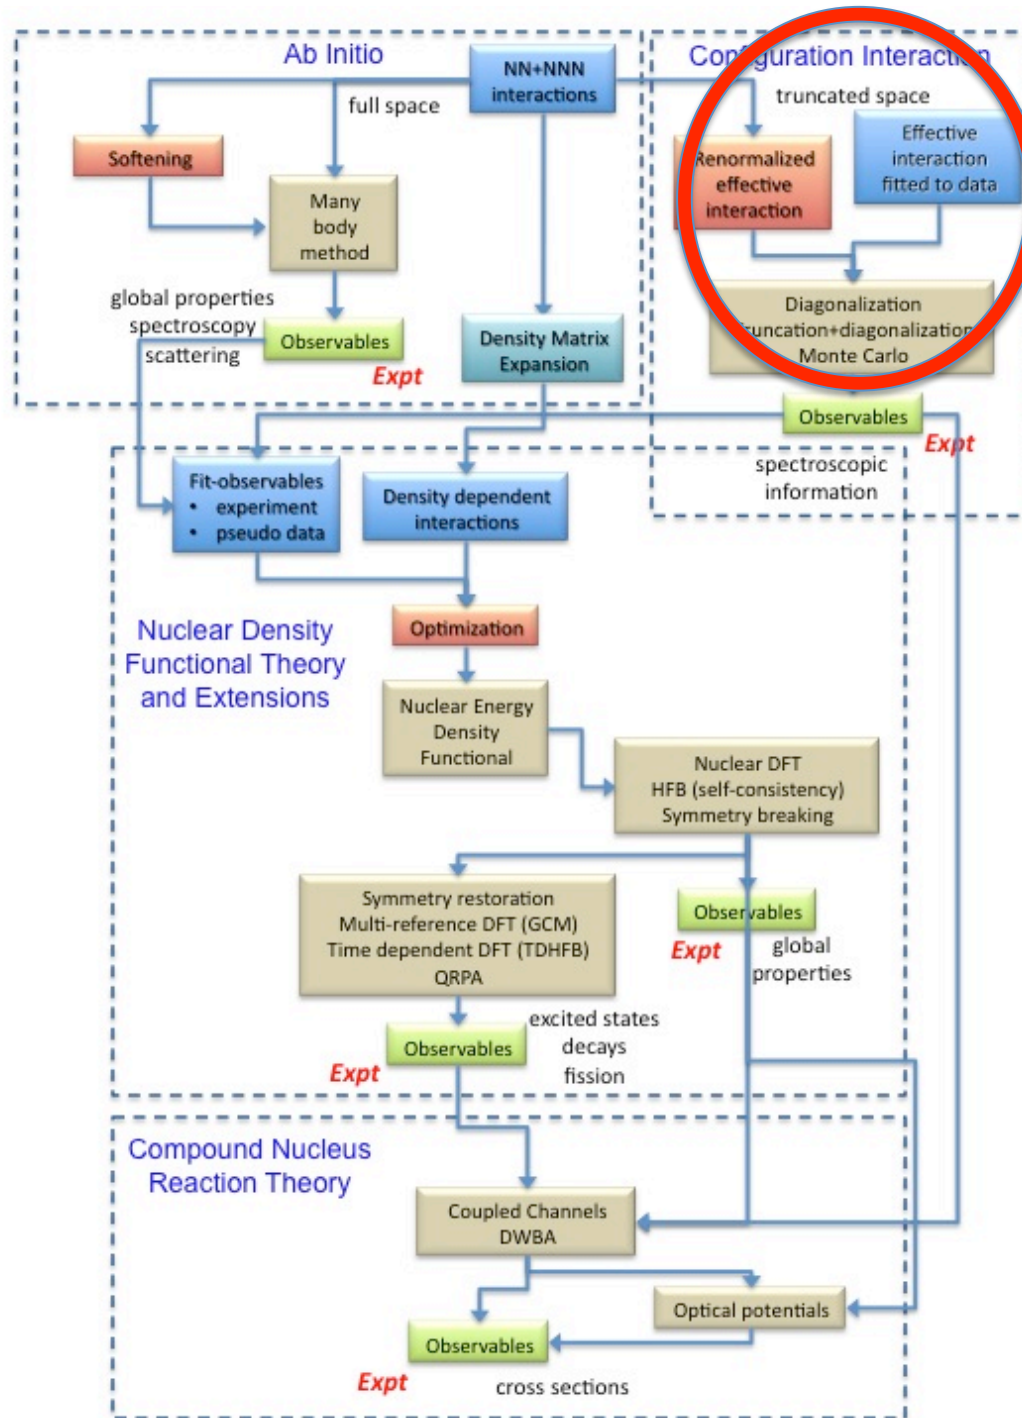 Ab Initio
NN+NNN
interactions
Configuration Interaction
full space
truncated space
Softening
Many
body
method
Renormalized
effective
interaction
Effective
interaction
fitted to data
global properties
spectroscopy
scattering
Observables
Expt
Density Matrix
Expansion
Diagonalization
Truncation+diagonalization
Monte Carlo
Observables
Expt
spectroscopic
information
Fit-observables
• experiment
• pseudo data
Density dependent
interactions
Optimization
Nuclear Density
Functional Theory
and Extensions
Nuclear Energy
Density
Functional
Nuclear DFT
HFB (self-consistency)
Symmetry breaking
Symmetry restoration
Multi-reference DFT (GCM)
Time dependent DFT (TDHFB)
QRPA
Observables
Expt
global
properties
Observables
Expt
excited states
decays
fission
Compound Nucleus
Reaction Theory
Coupled Channels
DWBA
Optical potentials
Observables
Expt
cross sections